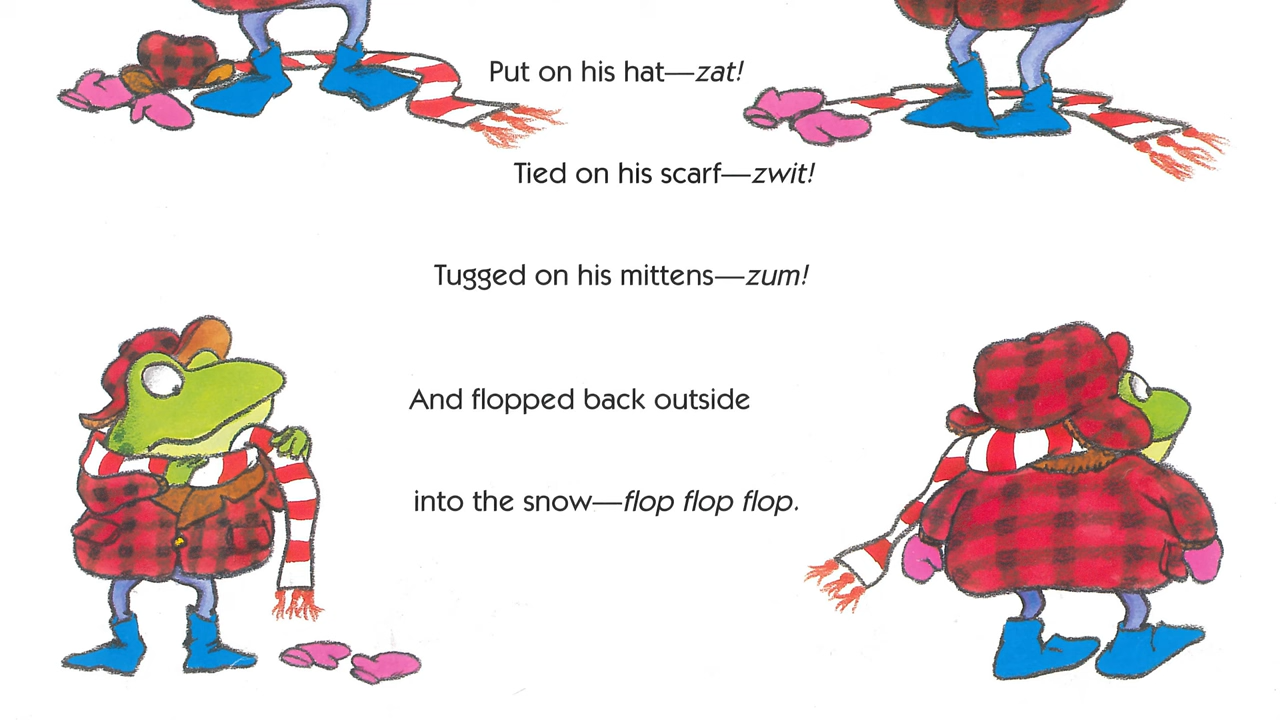 Put on his hat—zat!
Tied on his scarf—zwit!
Tugged on his mittens—zum!
And flopped back outside
into the snow—flop flop flop.